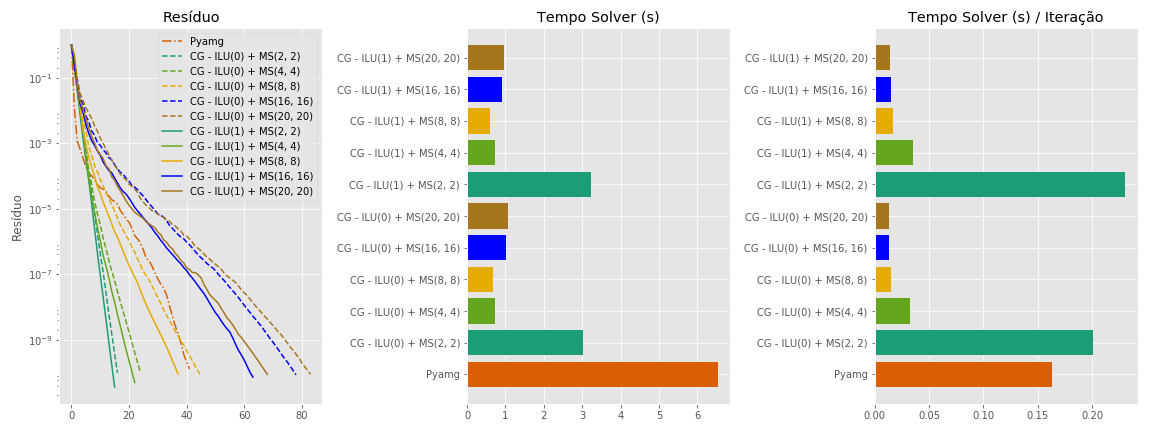 Resíduo
Resíduo
10⁻¹
10⁻³
10⁻⁵
10⁻⁷
10⁻⁹
0
20
40
60
80
Pyamg
CG - ILU(0) + MS(2, 2)
CG - ILU(0) + MS(4, 4)
CG - ILU(0) + MS(8, 8)
CG - ILU(0) + MS(16, 16)
CG - ILU(0) + MS(20, 20)
CG - ILU(1) + MS(2, 2)
CG - ILU(1) + MS(4, 4)
CG - ILU(1) + MS(8, 8)
CG - ILU(1) + MS(16, 16)
CG - ILU(1) + MS(20, 20)
Tempo Solver (s)
CG - ILU(1) + MS(20, 20)
CG - ILU(1) + MS(16, 16)
CG - ILU(1) + MS(8, 8)
CG - ILU(1) + MS(4, 4)
CG - ILU(1) + MS(2, 2)
CG - ILU(0) + MS(20, 20)
CG - ILU(0) + MS(16, 16)
CG - ILU(0) + MS(8, 8)
CG - ILU(0) + MS(4, 4)
CG - ILU(0) + MS(2, 2)
Pyamg
0
1
2
3
4
5
6
Tempo Solver (s) / Iteração
CG - ILU(1) + MS(20, 20)
CG - ILU(1) + MS(16, 16)
CG - ILU(1) + MS(8, 8)
CG - ILU(1) + MS(4, 4)
CG - ILU(1) + MS(2, 2)
CG - ILU(0) + MS(20, 20)
CG - ILU(0) + MS(16, 16)
CG - ILU(0) + MS(8, 8)
CG - ILU(0) + MS(4, 4)
CG - ILU(0) + MS(2, 2)
Pyamg
0.00
0.05
0.10
0.15
0.20